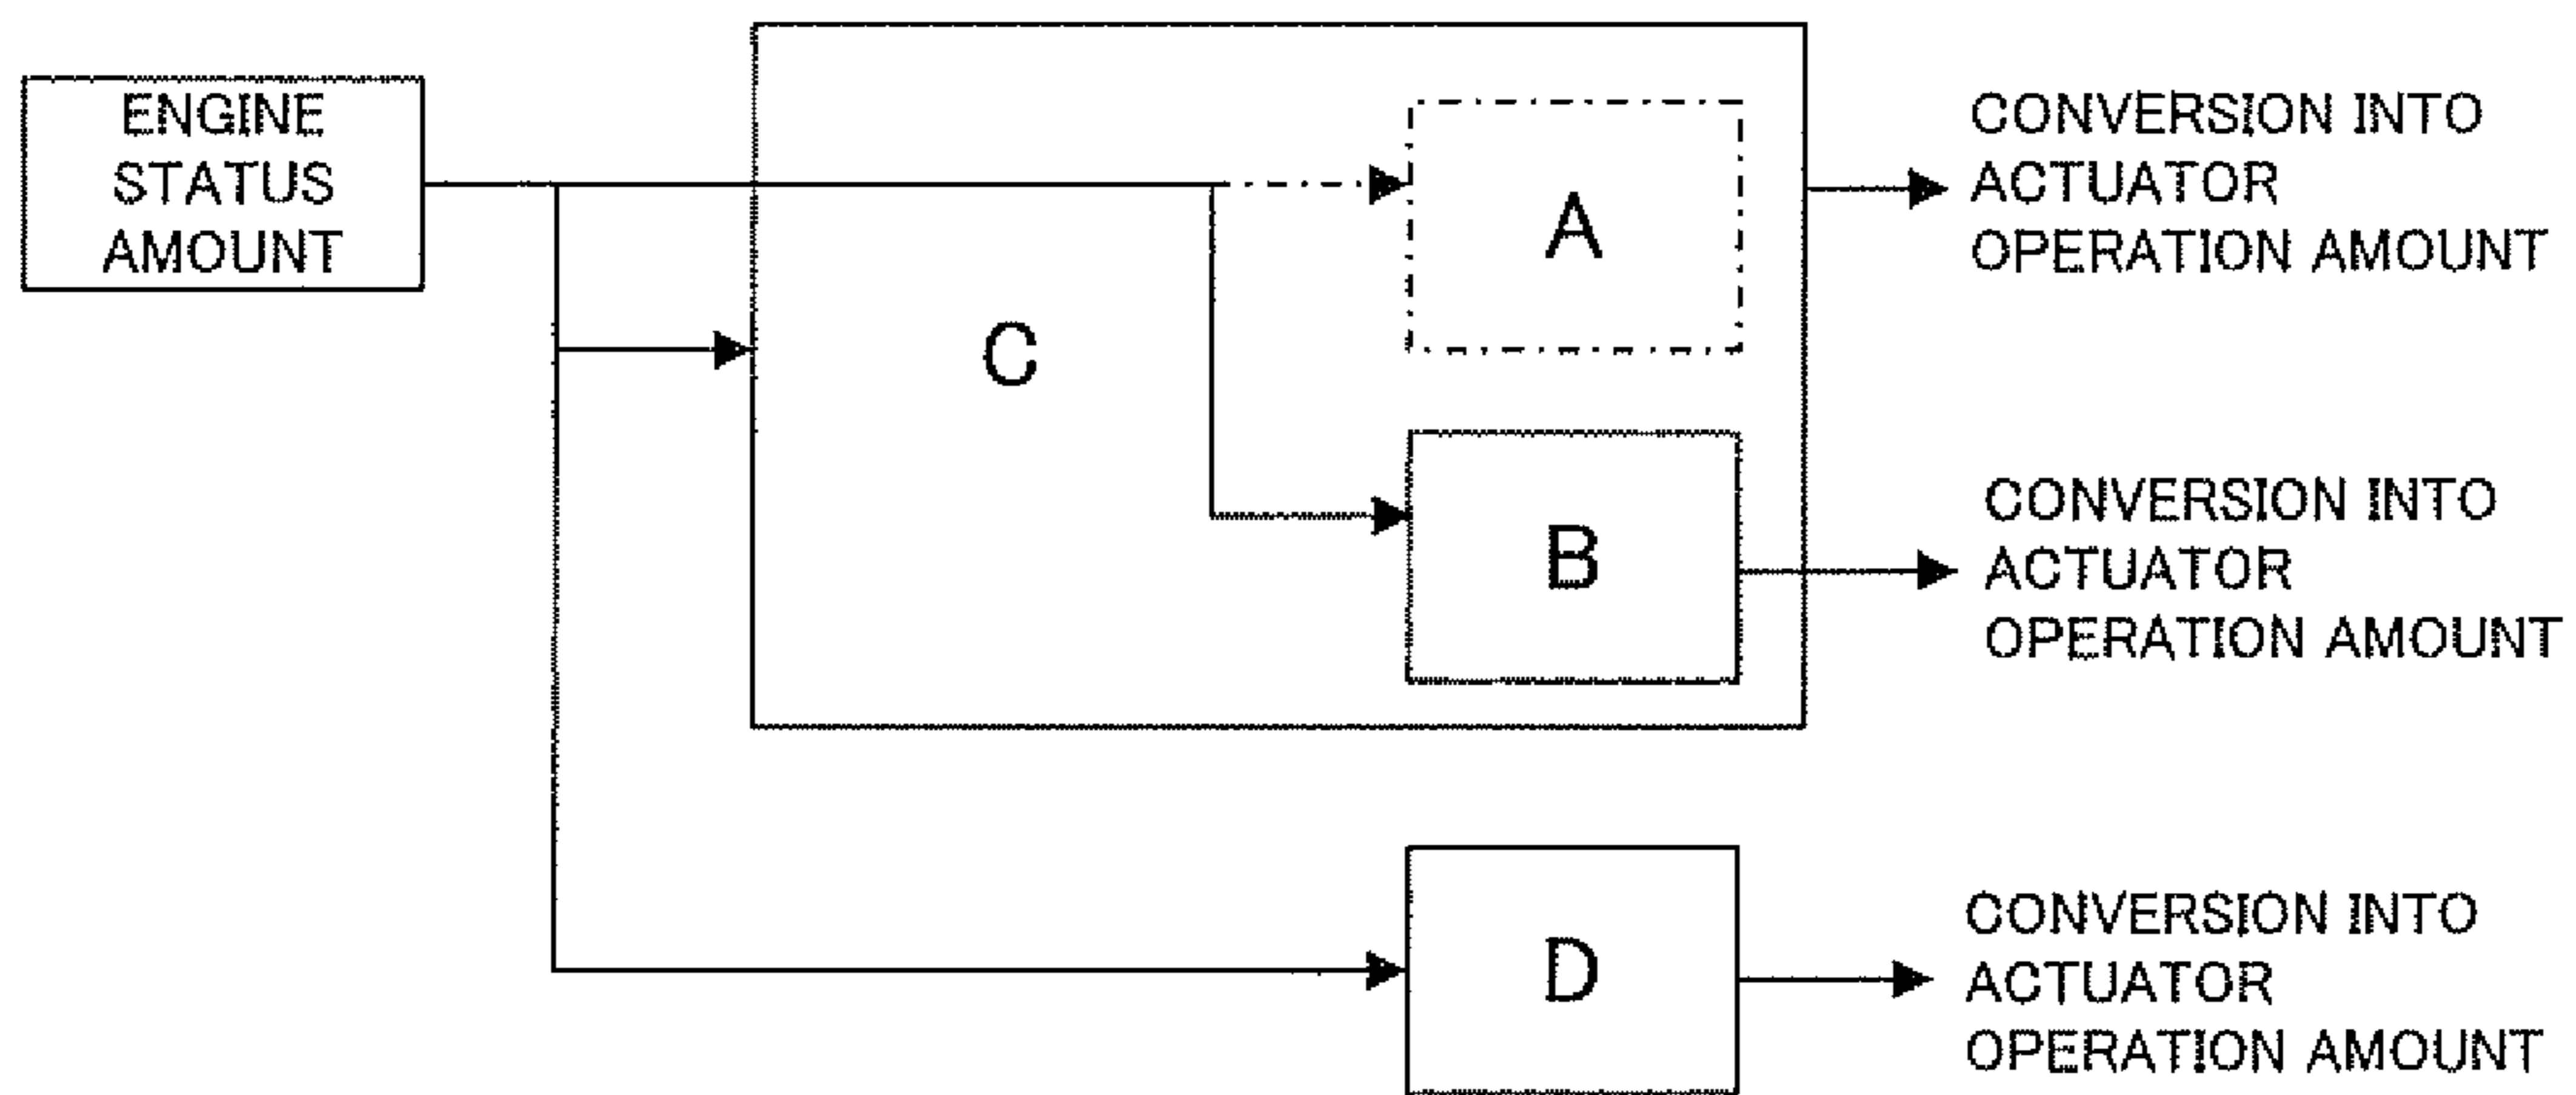 ENGINE
STATUS
AMOUNT
A
CONVERSION INTO
ACTUATOR
OPERATION AMOUNT
C
B
CONVERSION INTO
ACTUATOR
OPERATION AMOUNT
D
CONVERSION INTO
ACTUATOR
OPERATION AMOUNT